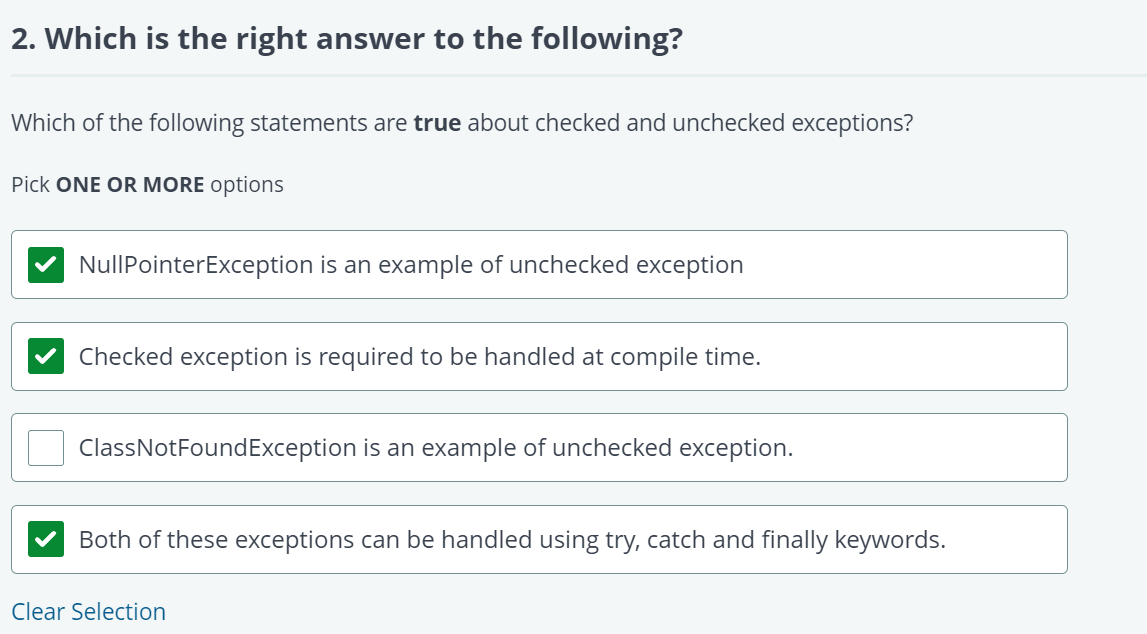 2. Which is the right answer to the following?
Which of the following statements are true about checked and unchecked exceptions?
Pick ONE OR MORE options
NullPointerException is an example of unchecked exception
Checked exception is required to be handled at compile time.
ClassNotFoundException is an example of unchecked exception.
Both of these exceptions can be handled using try, catch and finally keywords.
Clear Selection